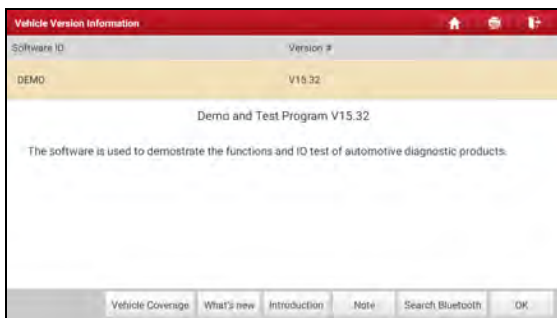 Vehicle Version Information
Software ID Version #
DEMO V15.32
Demo and Test Program V15.32
The software is used to demostrate the functions and IO test of automotive diagnostic products.
Vehicle Coverage What's new Introduction Note Search Bluetooth OK